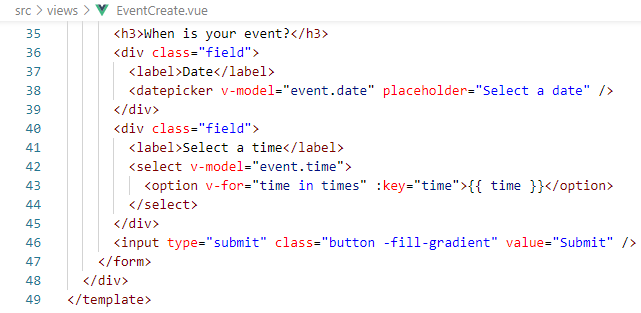 src > views > EventCreate.vue
35 <h3>When is your event?</h3>
36 <div class="field">
37 <label>Date</label>
38 <datepicker v-model="event.date" placeholder="Select a date" />
39 </div>
40 <div class="field">
41 <label>Select a time</label>
42 <select v-model="event.time">
43 <option v-for="time in times" :key="time">{{ time }}</option>
44 </select>
45 </div>
46 <input type="submit" class="button -fill-gradient" value="Submit" />
47 </form>
48 </div>
49 </template>